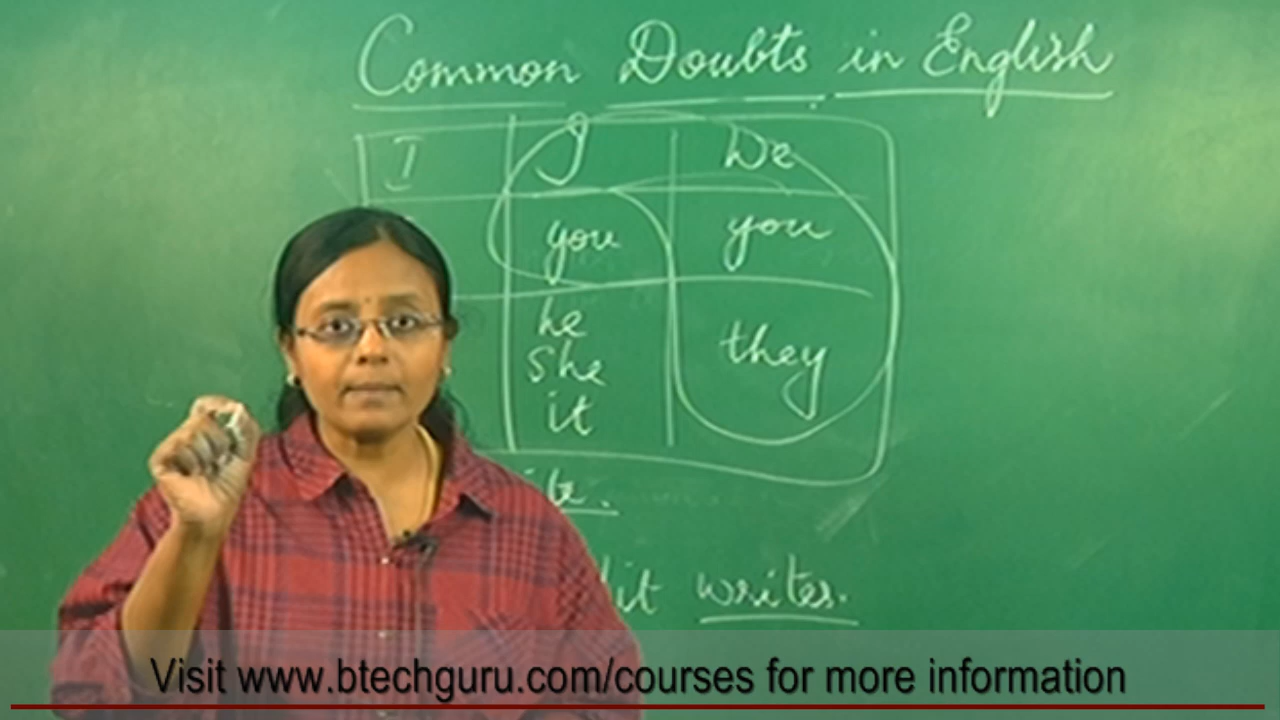 Common Doubts in English
I I We
you you
he
she they
it
it writes.
Visit www.btechguru.com/courses for more information